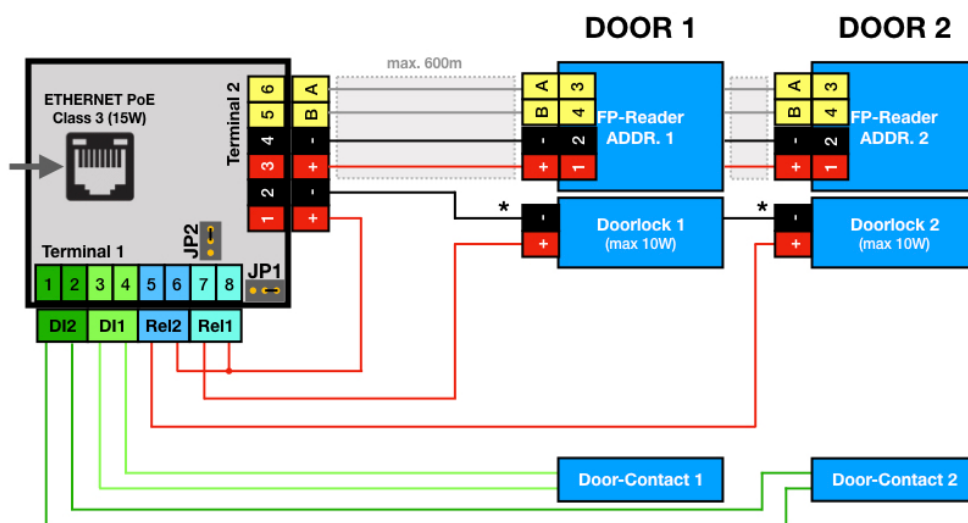 DOOR 1
DOOR 2
max. 600m
ETHERNET PoE
Class 3 (15W)
Terminal 2
6
5
4
3
2
1
A
B
-
+
-
+
A 3
B 4
- 2
+ 1
FP-Reader
ADDR. 1
A 3
B 4
- 2
+ 1
FP-Reader
ADDR. 2
*
-
+
Doorlock 1
(max 10W)
*
-
+
Doorlock 2
(max 10W)
JP2
Terminal 1
JP1
1 2 3 4 5 6 7 8
DI2 DI1 Rel2 Rel1
Door-Contact 1
Door-Contact 2